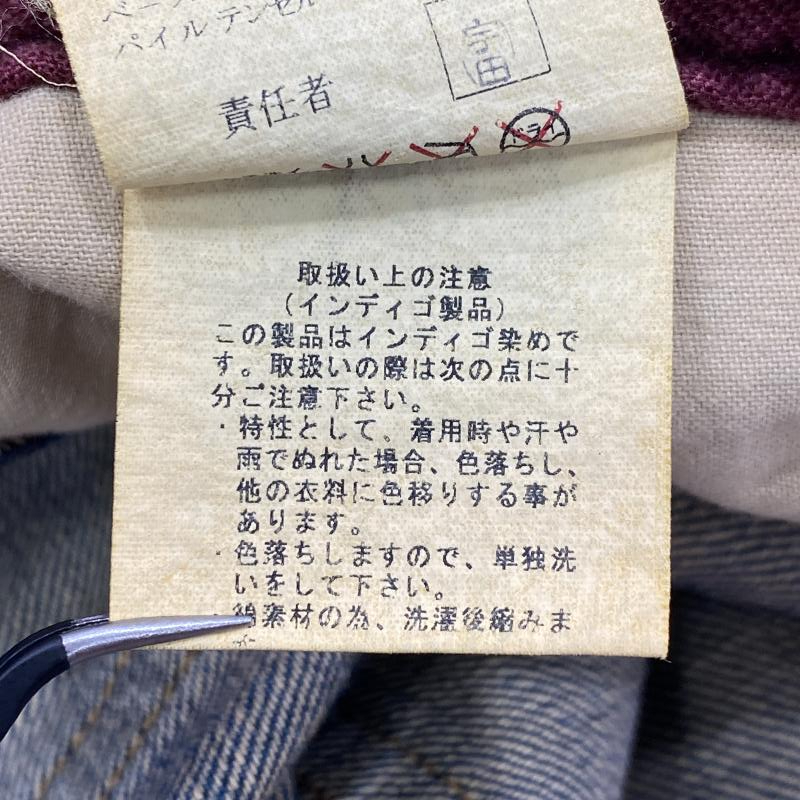 パイル テンセル
責任者
取扱い上の注意
(インディゴ製品)
この製品はインディゴ染めで
す。取扱いの際は次の点に十
分ご注意下さい。
・特性として、着用時や汗や
雨でぬれた場合、色落ちし、
他の衣料に色移りする事が
あります。
・色落ちしますので、単独洗
いをして下さい。
・綿素材の為、洗濯後縮みま